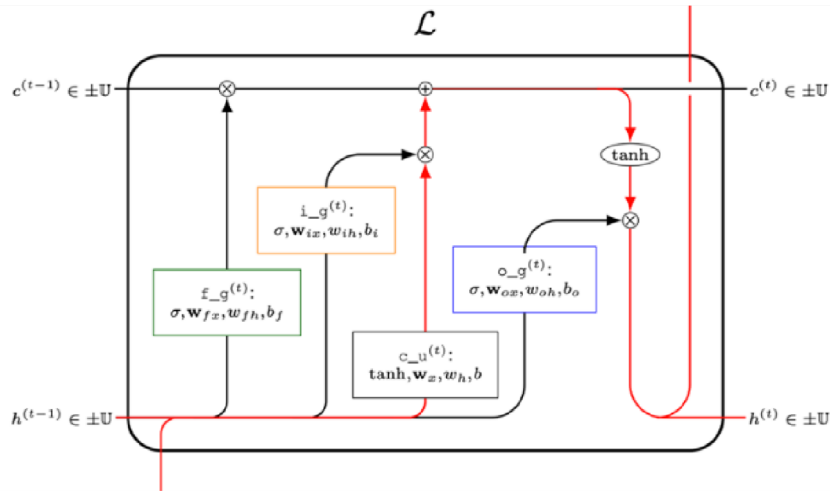 ℒ
c^(t−1) ∈ ±𝕌
c^(t) ∈ ±𝕌
tanh
i_g^(t):
σ, w_ix, w_ih, b_i
o_g^(t):
σ, w_ox, w_oh, b_o
f_g^(t):
σ, w_fx, w_fh, b_f
c_u^(t):
tanh, w_x, w_h, b
h^(t−1) ∈ ±𝕌
h^(t) ∈ ±𝕌